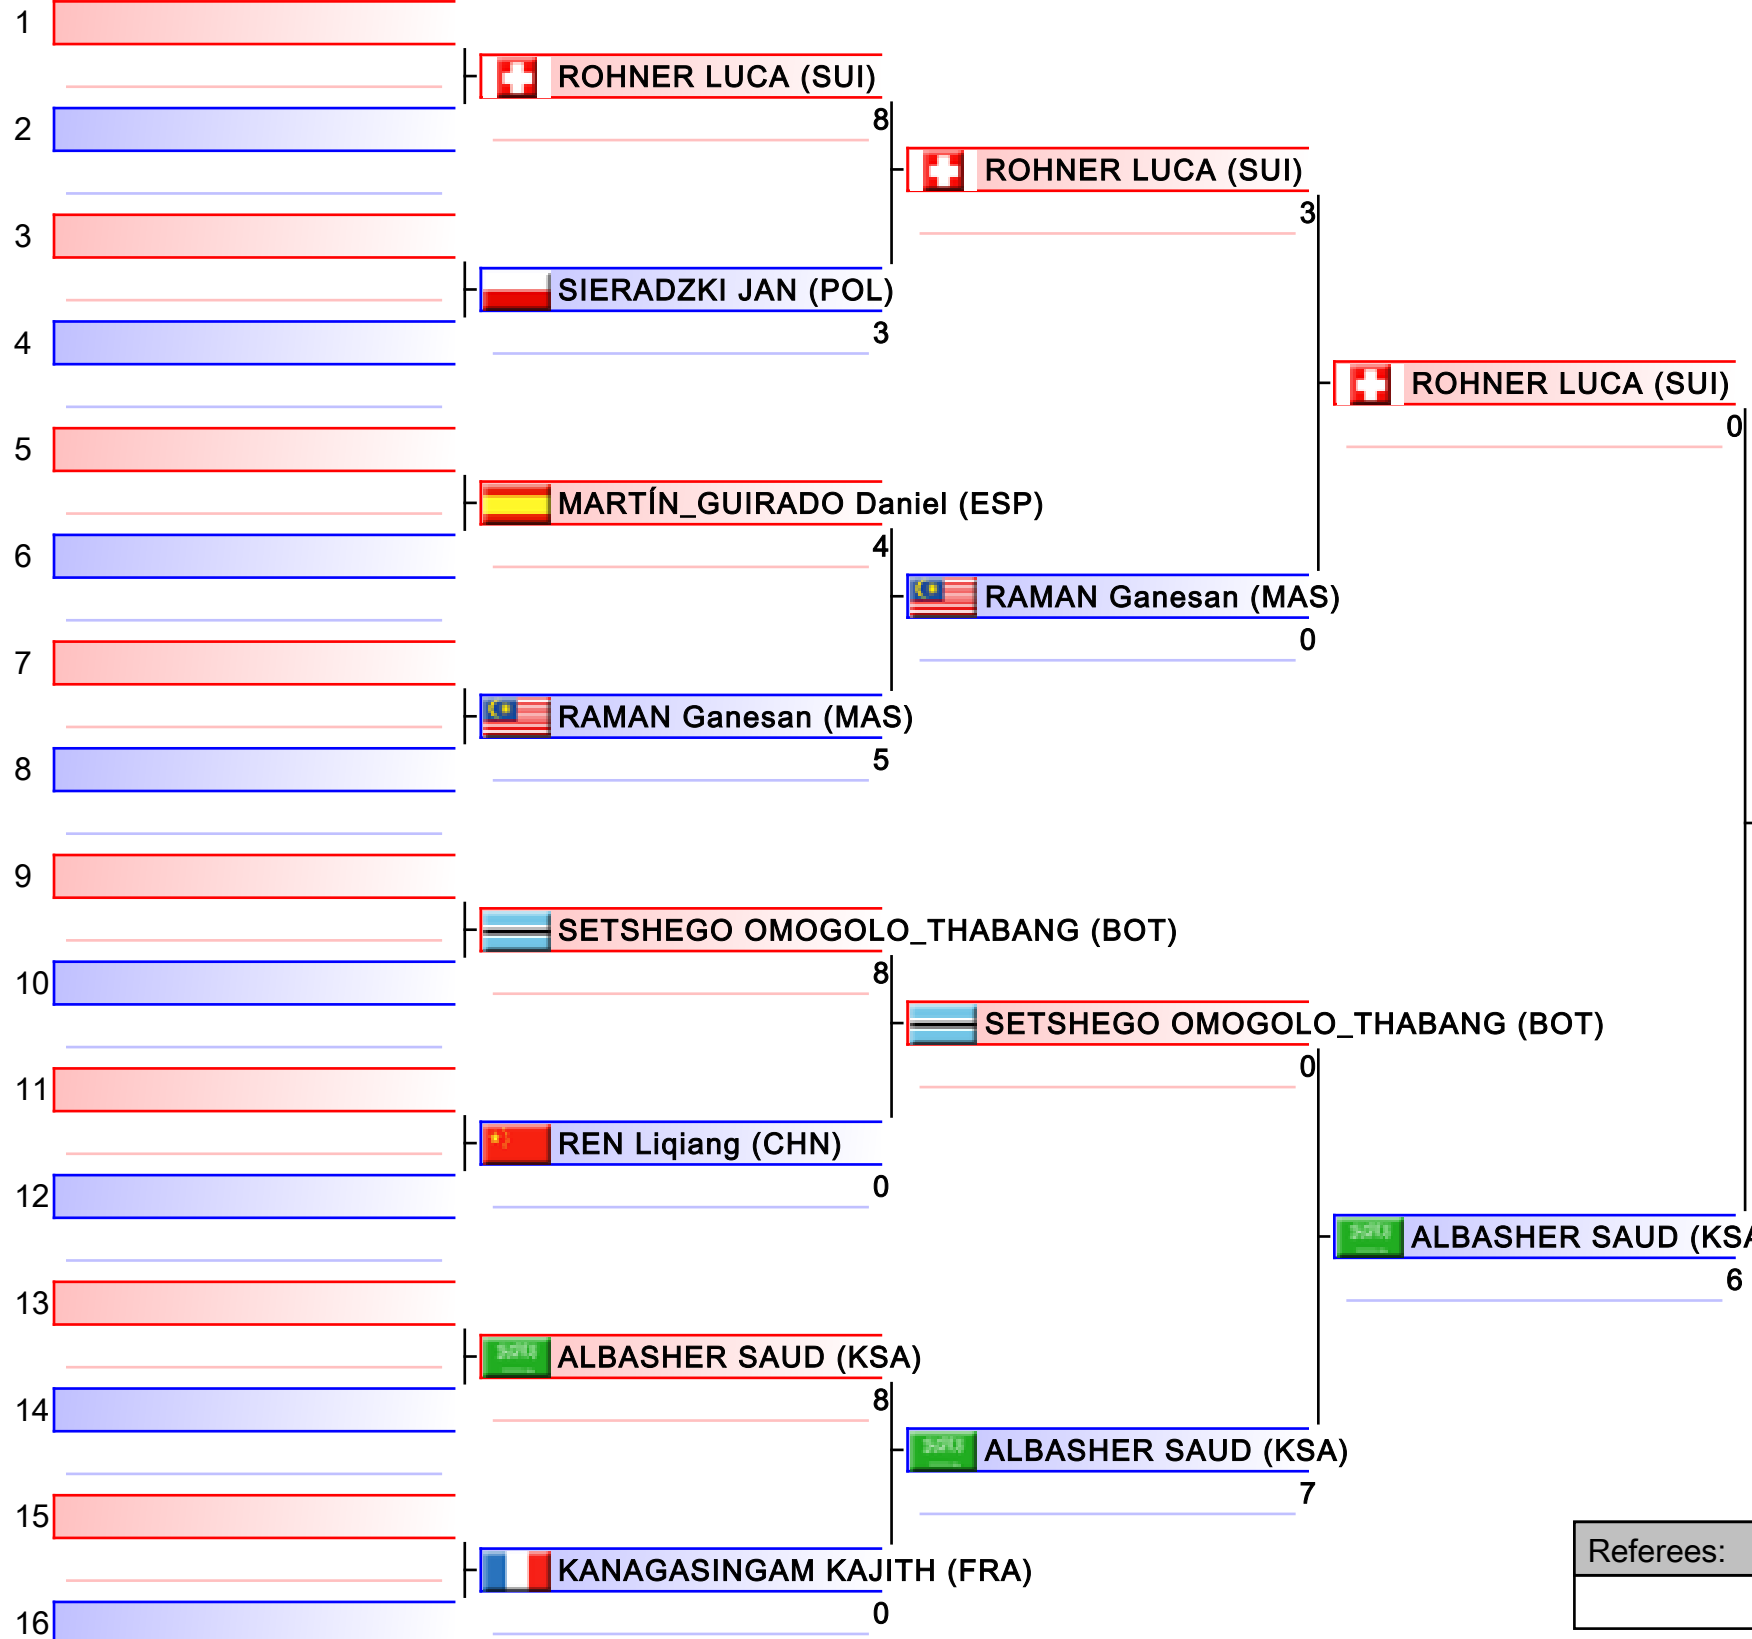 1
ROHNER LUCA (SUI)
8
2
ROHNER LUCA (SUI)
3
3
SIERADZKI JAN (POL)
3
4
ROHNER LUCA (SUI)
0
5
MARTÍN_GUIRADO Daniel (ESP)
4
6
RAMAN Ganesan (MAS)
0
7
RAMAN Ganesan (MAS)
5
8
9
SETSHEGO OMOGOLO_THABANG (BOT)
8
10
SETSHEGO OMOGOLO_THABANG (BOT)
0
11
REN Liqiang (CHN)
0
12
ALBASHER SAUD (KSA
6
13
ALBASHER SAUD (KSA)
8
14
ALBASHER SAUD (KSA)
7
15
Referees:
KANAGASINGAM KAJITH (FRA)
0
16